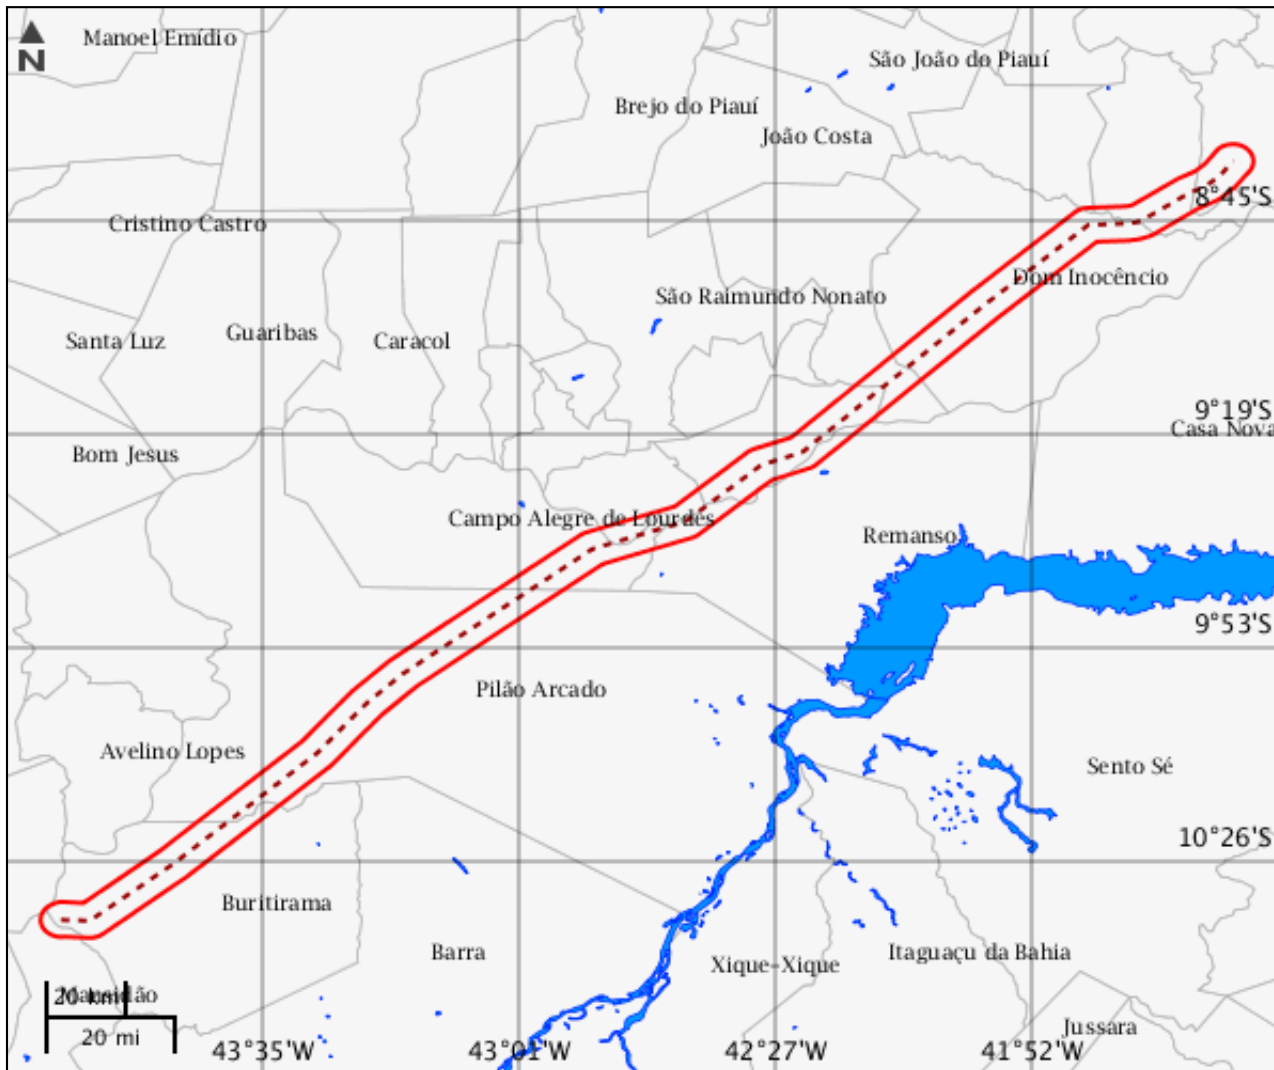 Manoel Emídio
N
São João do Piauí
Brejo do Piauí
João Costa
8°45'S
Cristino Castro
Dom Inocêncio
São Raimundo Nonato
Guaribas
Santa Luz
Caracol
9°19'S
Casa Nova
Bom Jesus
Campo Alegre de Lourdes
Remanso
9°53'S
Pilão Arcado
Avelino Lopes
Sento Sé
10°26'S
Buritirama
Barra
Itaguaçu da Bahia
Xique-Xique
Mansidão
20 km
Jussara
20 mi
43°35'W
43°01'W
42°27'W
41°52'W